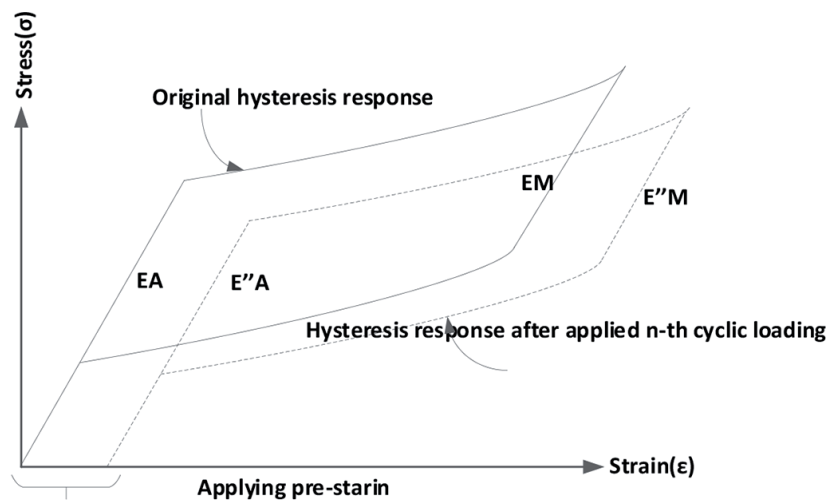 Stress(σ)
Original hysteresis response
EM
E”M
EA
E”A
Hysteresis response after applied n-th cyclic loading
Strain(ε)
Applying pre-starin